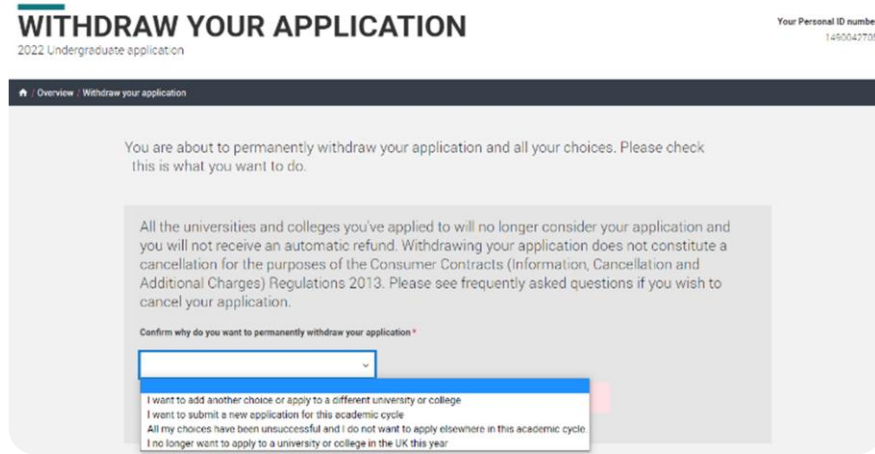 WITHDRAW YOUR APPLICATION
2022 Undergraduate application
Your Personal ID number
149004270
Overview / Withdraw your application
You are about to permanently withdraw your application and all your choices. Please check
this is what you want to do.
All the universities and colleges you've applied to will no longer consider your application and
you will not receive an automatic refund. Withdrawing your application does not constitute a
cancellation for the purposes of the Consumer Contracts (Information, Cancellation and
Additional Charges) Regulations 2013. Please see frequently asked questions if you wish to
cancel your application.
Confirm why do you want to permanently withdraw your application *
I want to add another choice or apply to a different university or college
I want to submit a new application for this academic cycle
All my choices have been unsuccessful and I do not want to apply elsewhere in this academic cycle.
I no longer want to apply to a university or college in the UK this year